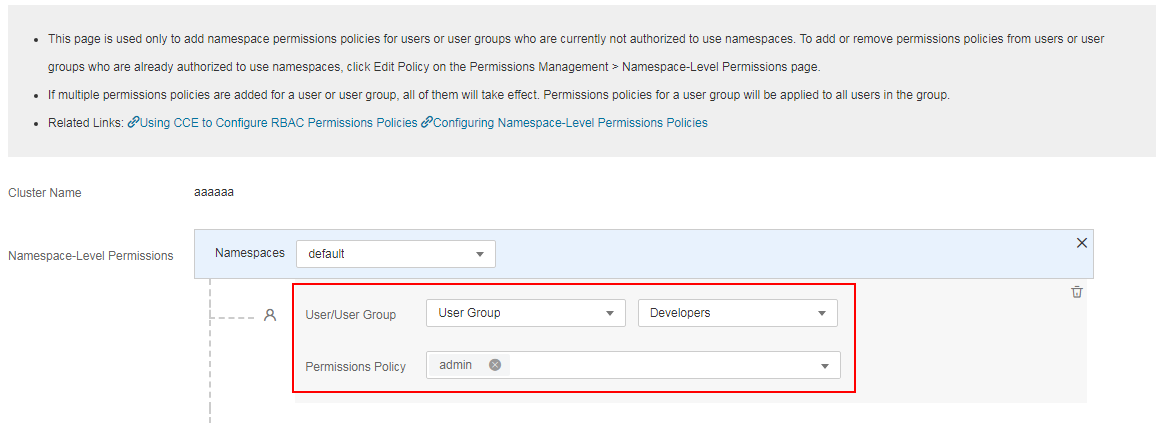 This page is used only to add namespace permissions policies for users or user groups who are currently not authorized to use namespaces. To add or remove permissions policies from users or user
groups who are already authorized to use namespaces, click Edit Policy on the Permissions Management > Namespace-Level Permissions page.
If multiple permissions policies are added for a user or user group, all of them will take effect. Permissions policies for a user group will be applied to all users in the group.
Related Links: Using CCE to Configure RBAC Permissions Policies Configuring Namespace-Level Permissions Policies
Cluster Name aaaaaa
Namespace-Level Permissions Namespaces default
User/User Group User Group Developers
Permissions Policy admin